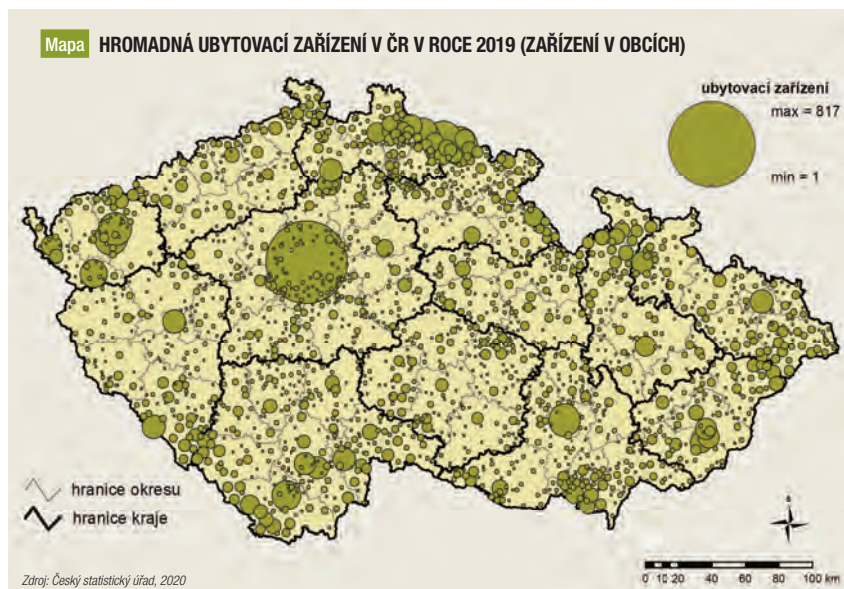 Mapa HROMADNÁ UBYTOVACÍ ZAŘÍZENÍ V ČR V ROCE 2019 (ZAŘÍZENÍ V OBCÍCH)
ubytovací zařízení
max = 817
min = 1
hranice okresu
hranice kraje
Zdroj: Český statistický úřad, 2020
0 10 20 40 60 80 100 km